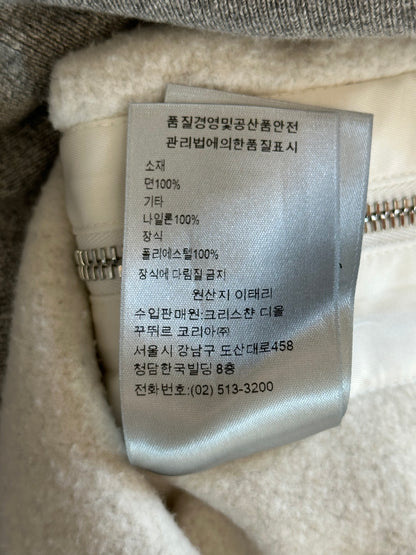 품질경영및공산품안전
관리법에의한품질표시
소재
면100%
기타
나일론100%
장식
폴리에스텔100%
장식에 다림질 금지
원산지 이태리
수입판매원:크리스챤 디올
꾸뛰르 코리아㈜
서울시 강남구 도산대로458
청담한국빌딩 8층
전화번호:(02) 513-3200